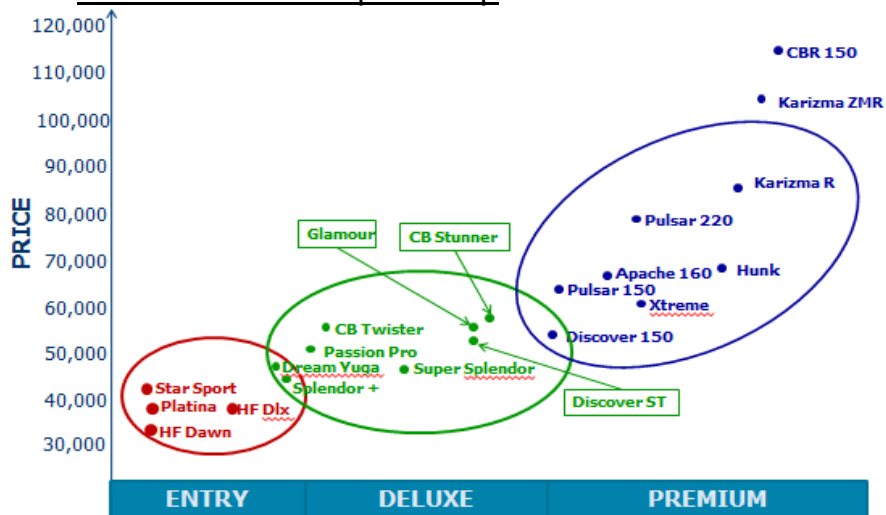 120,000
110,000
100,000
90,000
80,000
70,000
60,000
50,000
40,000
30,000
PRICE
CBR 150
Karizma ZMR
Karizma R
Pulsar 220
Glamour
CB Stunner
Apache 160
Hunk
Pulsar 150
Xtreme
CB Twister
Discover 150
Passion Pro
Dream Yuga
Super Splendor
Splendor +
Star Sport
Discover ST
Platina
HF Dlx
HF Dawn
ENTRY
DELUXE
PREMIUM